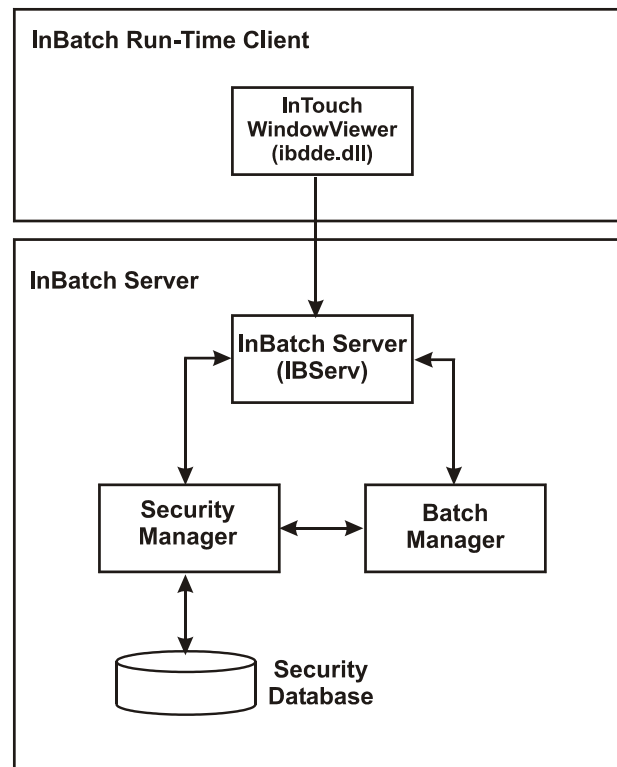 InBatch Run-Time Client
InTouch
WindowViewer
(ibdde.dll)
InBatch Server
InBatch Server
(IBServ)
Security
Manager
Batch
Manager
Security
Database